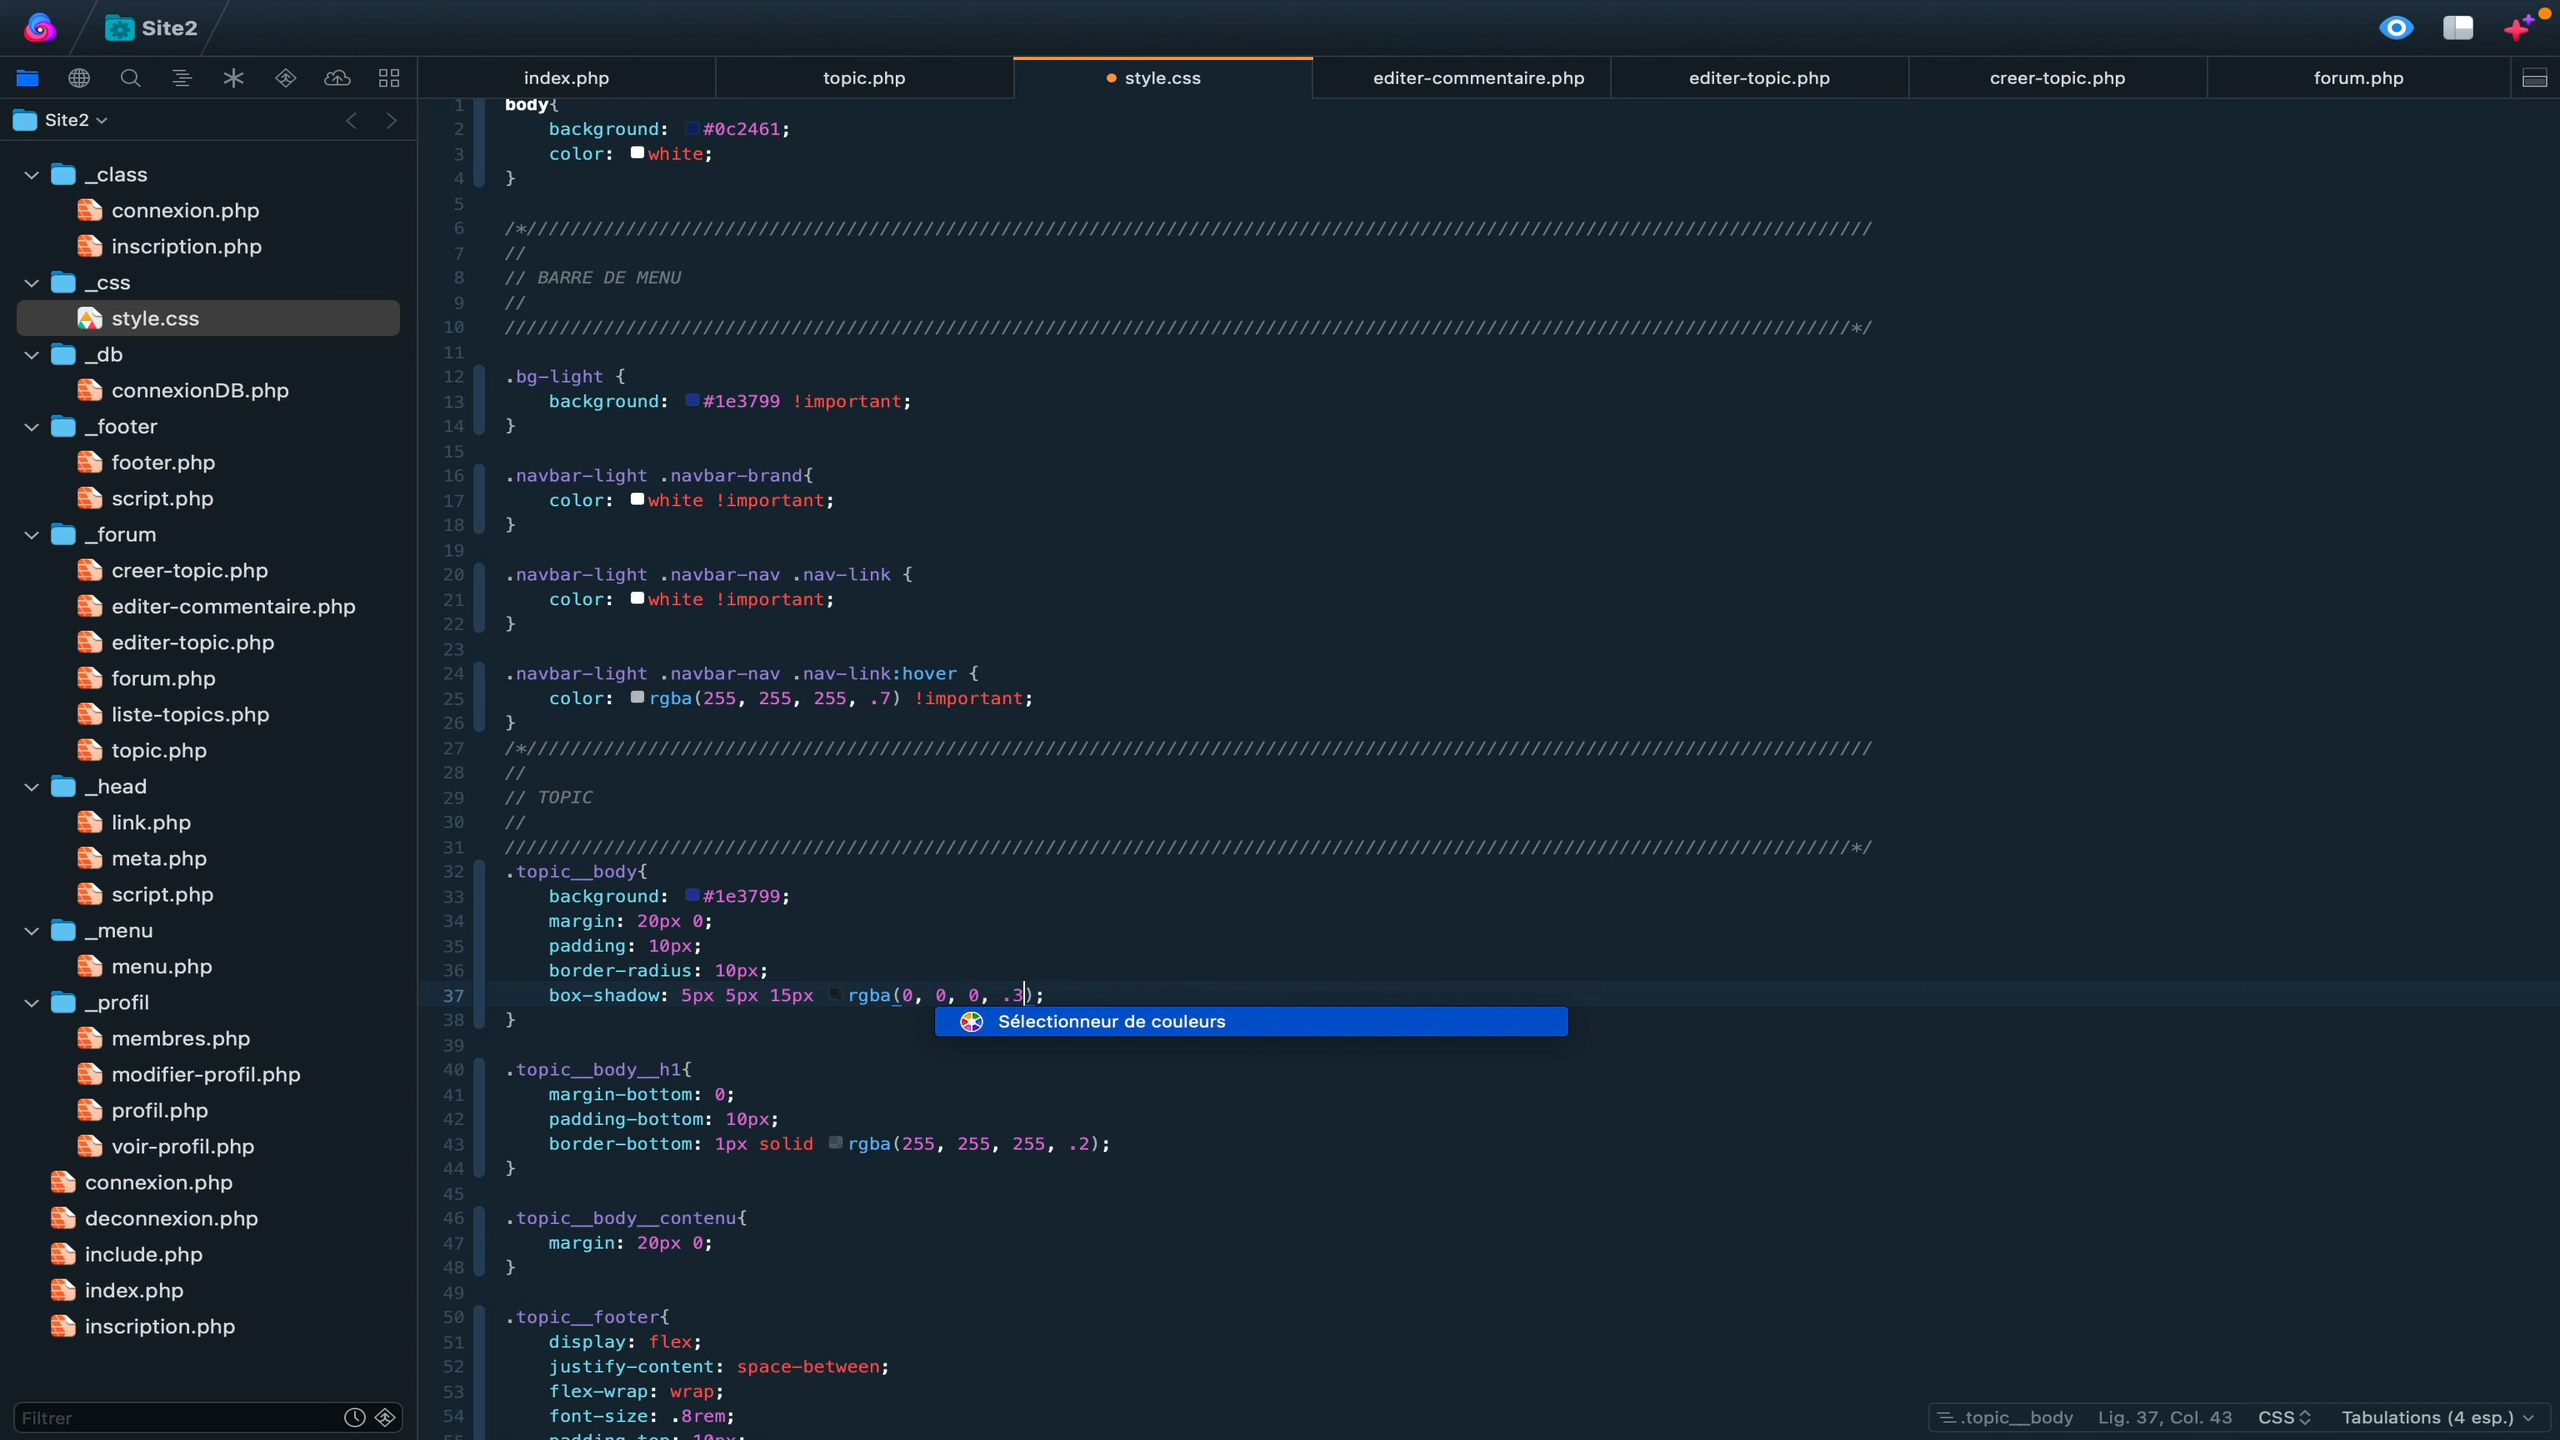 Site2
index.php
topic.php
style.css
editer-commentaire.php
editer-topic.php
creer-topic.php
forum.php
Site2
_class
connexion.php
inscription.php
_css
style.css
_db
connexionDB.php
_footer
footer.php
script.php
_forum
creer-topic.php
editer-commentaire.php
editer-topic.php
forum.php
liste-topics.php
topic.php
_head
link.php
meta.php
script.php
_menu
menu.php
_profil
membres.php
modifier-profil.php
profil.php
voir-profil.php
connexion.php
deconnexion.php
include.php
index.php
inscription.php
Filtrer
1 body{
2 background: #0c2461;
3 color: white;
4 }
5
6 /*//////////////////////////////////////////////////////////////////////////////////////////////////////////////////////////
7 //
8 // BARRE DE MENU
9 //
10 //////////////////////////////////////////////////////////////////////////////////////////////////////////////////////////*/
11
12 .bg-light {
13 background: #1e3799 !important;
14 }
15
16 .navbar-light .navbar-brand{
17 color: white !important;
18 }
19
20 .navbar-light .navbar-nav .nav-link {
21 color: white !important;
22 }
23
24 .navbar-light .navbar-nav .nav-link:hover {
25 color: rgba(255, 255, 255, .7) !important;
26 }
27 /*//////////////////////////////////////////////////////////////////////////////////////////////////////////////////////////
28 //
29 // TOPIC
30 //
31 //////////////////////////////////////////////////////////////////////////////////////////////////////////////////////////*/
32 .topic__body{
33 background: #1e3799;
34 margin: 20px 0;
35 padding: 10px;
36 border-radius: 10px;
37 box-shadow: 5px 5px 15px rgba(0, 0, 0, .3);
Sélectionneur de couleurs
38 }
39
40 .topic__body__h1{
41 margin-bottom: 0;
42 padding-bottom: 10px;
43 border-bottom: 1px solid rgba(255, 255, 255, .2);
44 }
45
46 .topic__body__contenu{
47 margin: 20px 0;
48 }
49
50 .topic__footer{
51 display: flex;
52 justify-content: space-between;
53 flex-wrap: wrap;
54 font-size: .8rem;
55 padding-top: 10px;
.topic__body Lig. 37, Col. 43 CSS Tabulations (4 esp.)